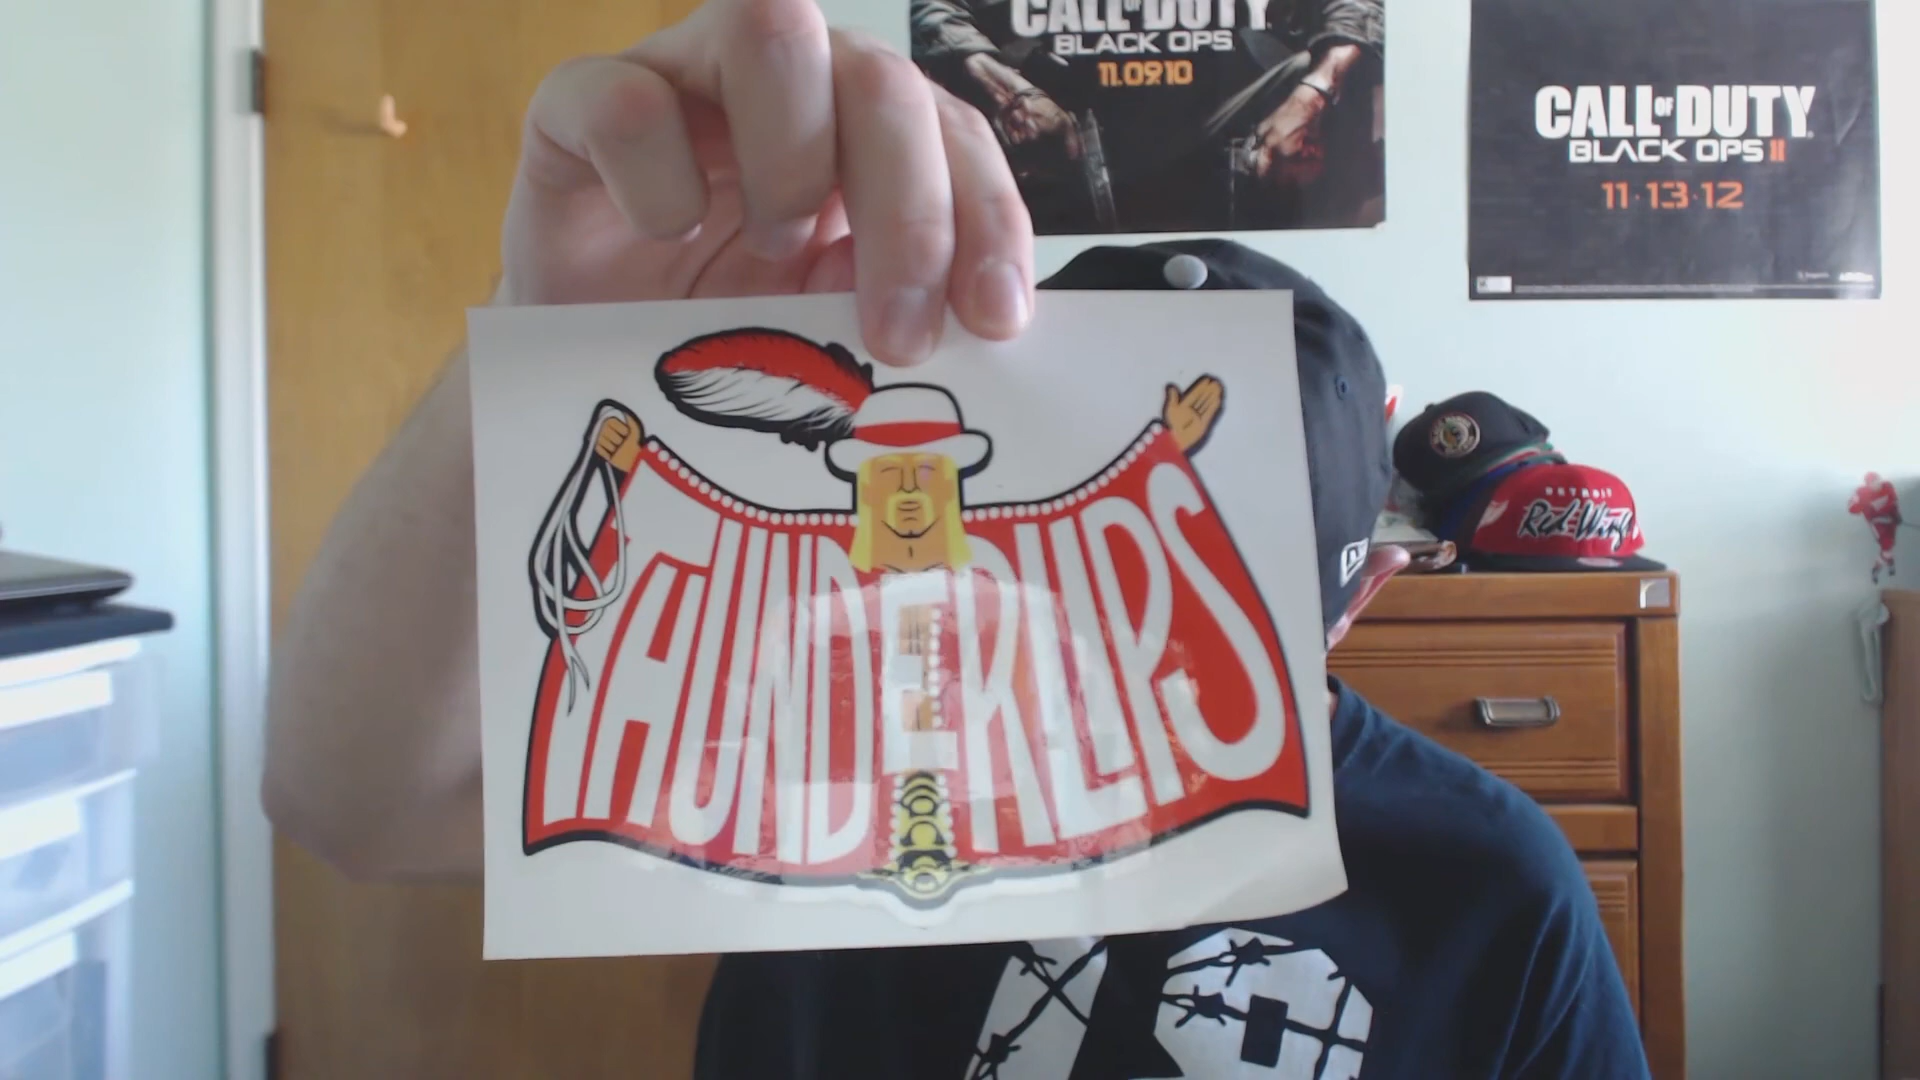 CALL OF DUTY
BLACK OPS
11.09.10
CALL OF DUTY
BLACK OPS II
11·13·12
THUNDERLIPS
DETROIT
Red Wings